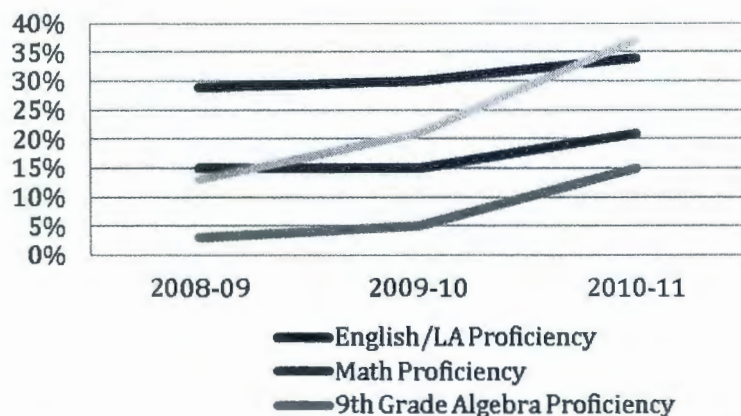 40%
35%
30%
25%
20%
15%
10%
5%
0%
2008-09 2009-10 2010-11
English/LA Proficiency
Math Proficiency
9th Grade Algebra Proficiency